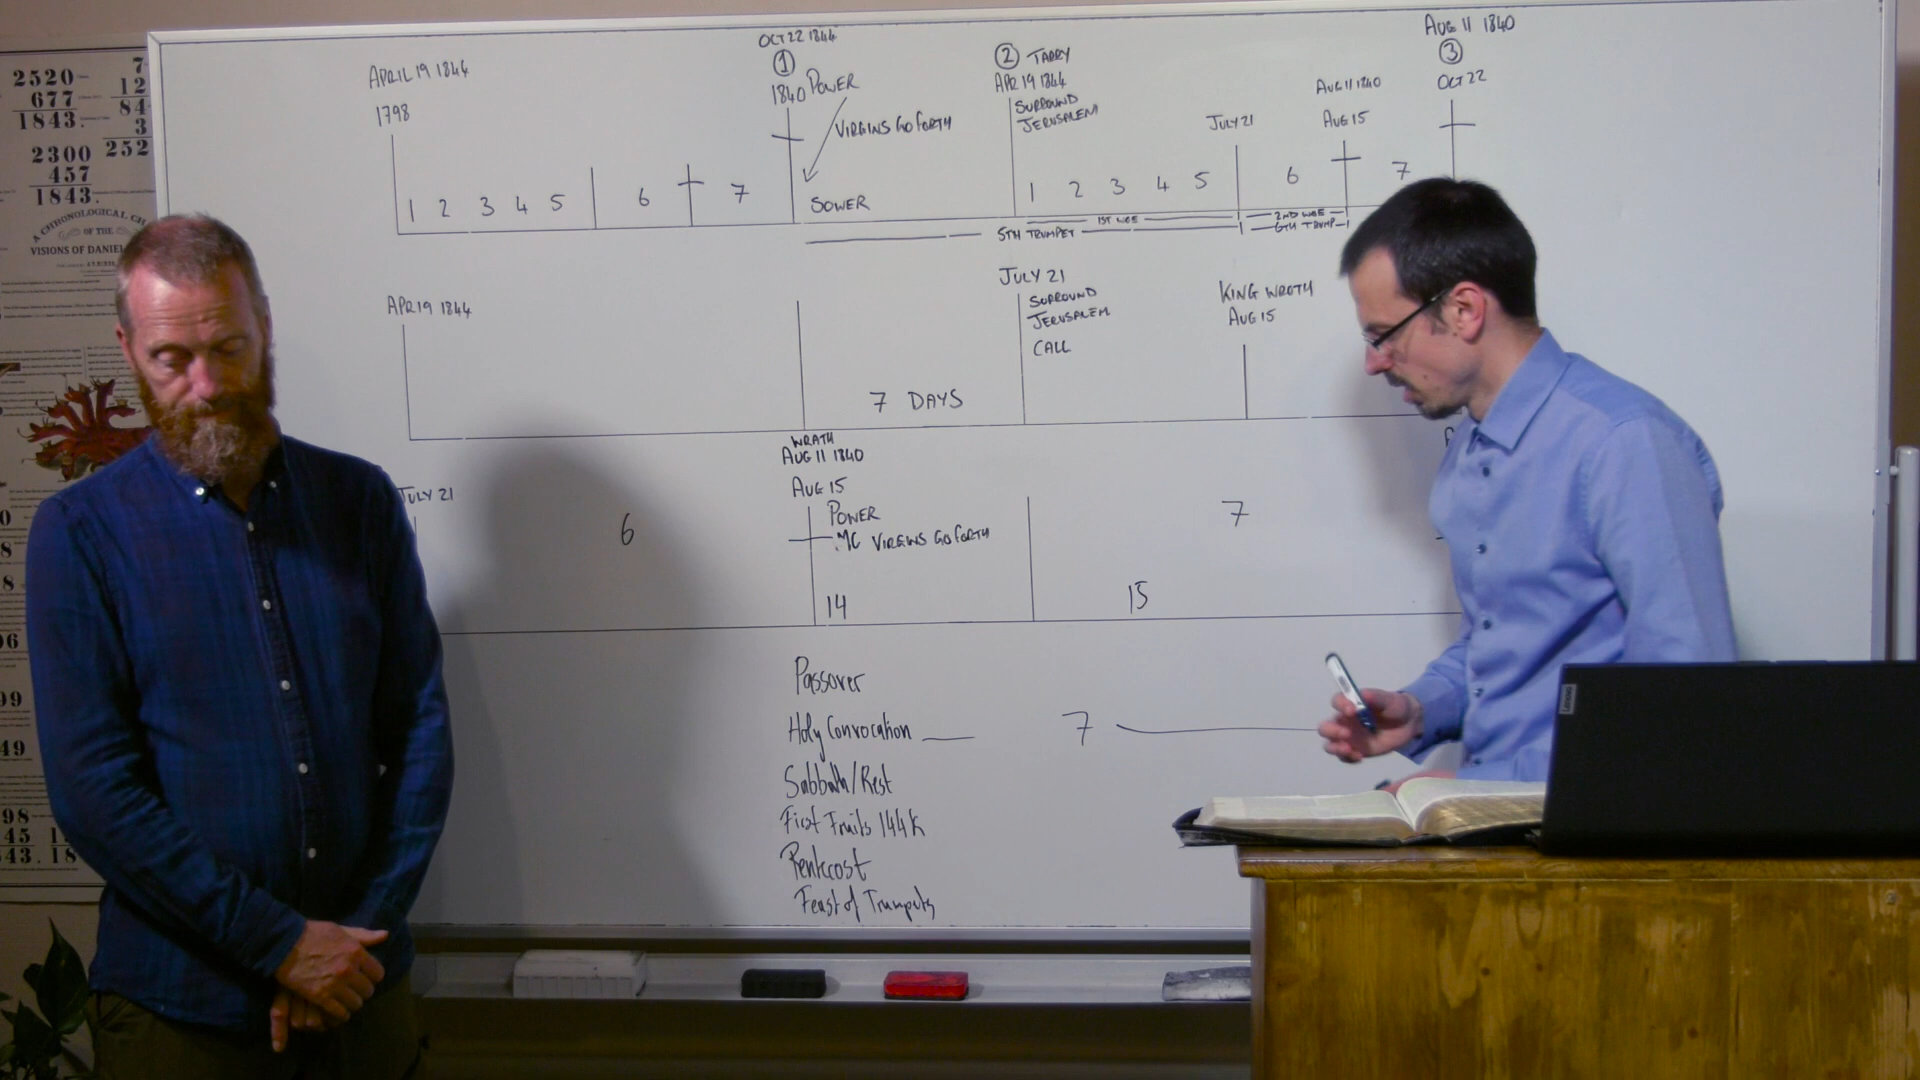 2520
677
1843.
7
12
84
3
252
2300
457
1843.
A CHRONOLOGICAL CH
OF THE
VISIONS OF DANIEL
APRIL 19 1844
1798
1 2 3 4 5 6 7
OCT 22 1844
1
1840 POWER
VIRGINS GO FORTH
SOWER
2 TARRY
APR 19 1844
SURROUND
JERUSALEM
1 2 3 4 5 6 7
JULY 21
AUG 11 1840
AUG 15
AUG 11 1840
3
OCT 22
1ST WOE
5TH TRUMPET
2ND WOE
6TH TRUMP
APR 19 1844
7 DAYS
JULY 21
SURROUND
JERUSALEM
CALL
KING WROTH
AUG 15
JULY 21
6
WRATH
AUG 11 1840
AUG 15
POWER
MC VIRGINS GO FORTH
14
15
7
Passover
Holy Convocation 7
Sabbath/Rest
First Fruits 144K
Pentecost
Feast of Trumpets
Lenovo